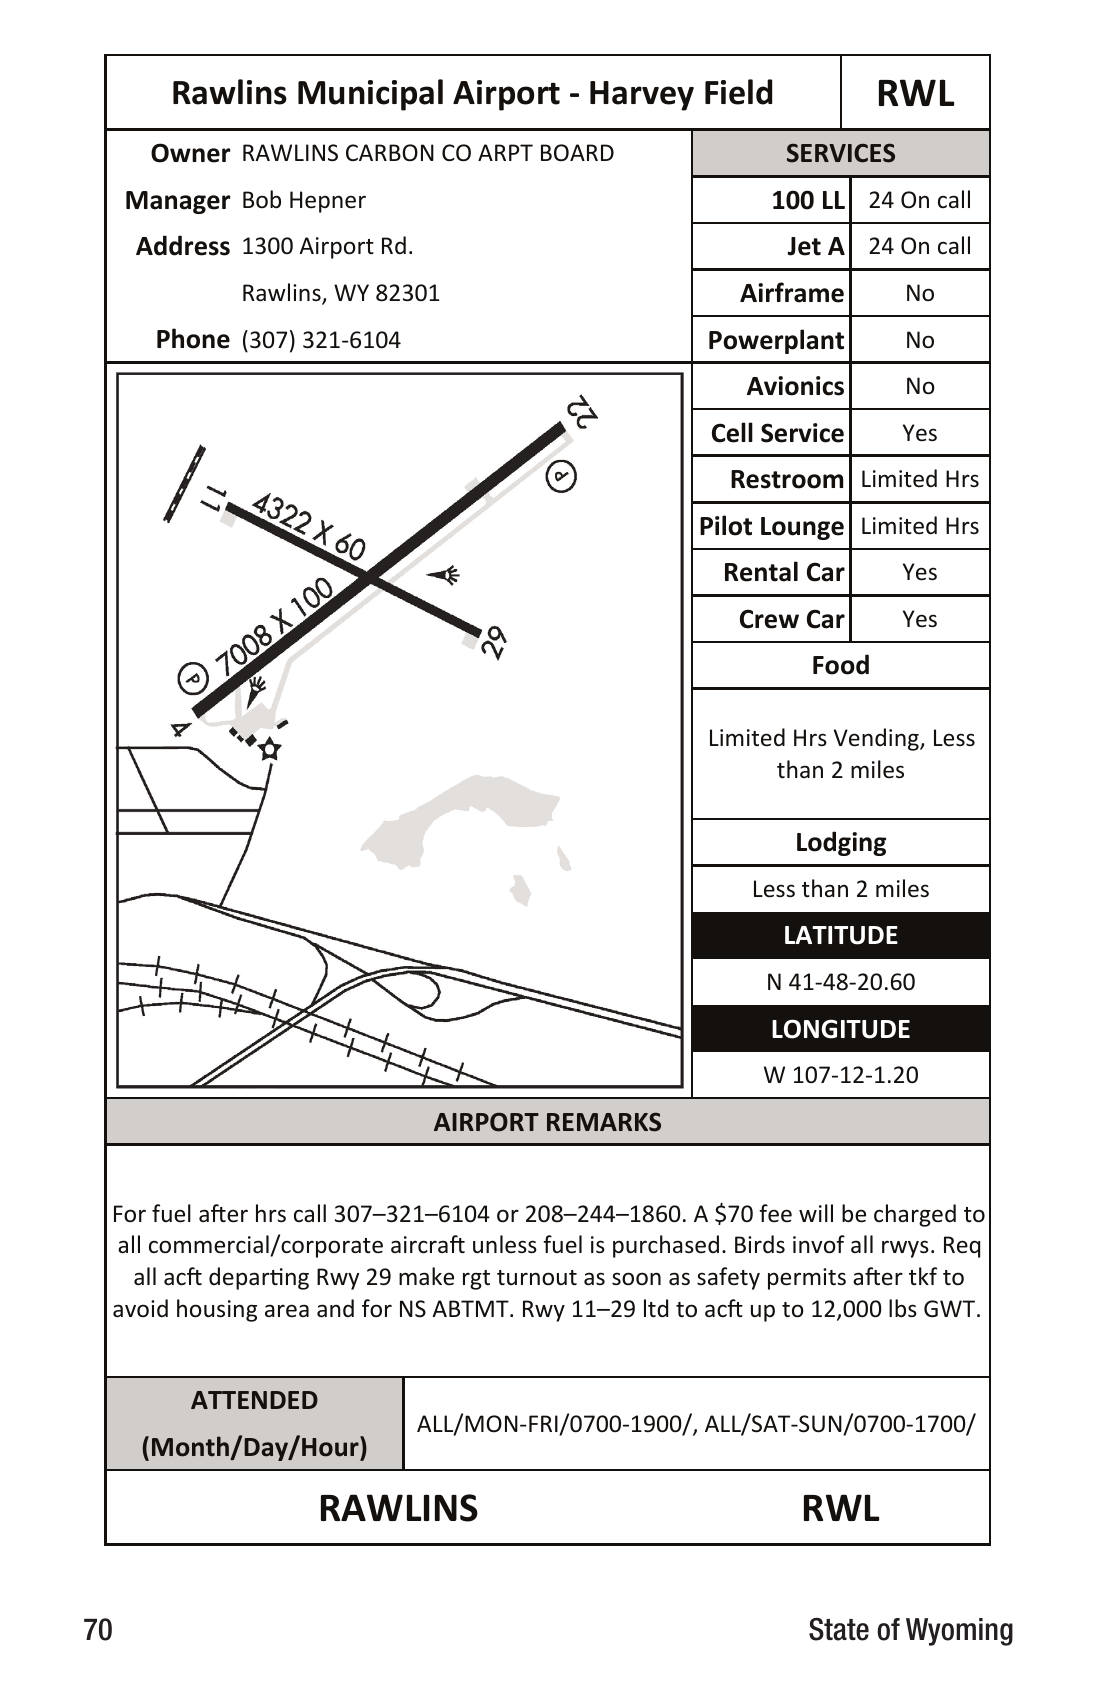 Rawlins Municipal Airport - Harvey Field RWL
Owner RAWLINS CARBON CO ARPT BOARD
Manager Bob Hepner
Address 1300 Airport Rd.
Rawlins, WY 82301
Phone (307) 321-6104
SERVICES
100 LL 24 On call
Jet A 24 On call
Airframe No
Powerplant No
Avionics No
Cell Service Yes
Restroom Limited Hrs
Pilot Lounge Limited Hrs
Rental Car Yes
Crew Car Yes
Food
Limited Hrs Vending, Less
than 2 miles
Lodging
Less than 2 miles
LATITUDE
N 41-48-20.60
LONGITUDE
W 107-12-1.20
22
P
11
4322 X 60
7008 X 100
29
P
4
AIRPORT REMARKS
For fuel after hrs call 307–321–6104 or 208–244–1860. A $70 fee will be charged to
all commercial/corporate aircraft unless fuel is purchased. Birds invof all rwys. Req
all acft departing Rwy 29 make rgt turnout as soon as safety permits after tkf to
avoid housing area and for NS ABTMT. Rwy 11–29 ltd to acft up to 12,000 lbs GWT.
ATTENDED
(Month/Day/Hour)
ALL/MON-FRI/0700-1900/, ALL/SAT-SUN/0700-1700/
RAWLINS RWL
70 State of Wyoming